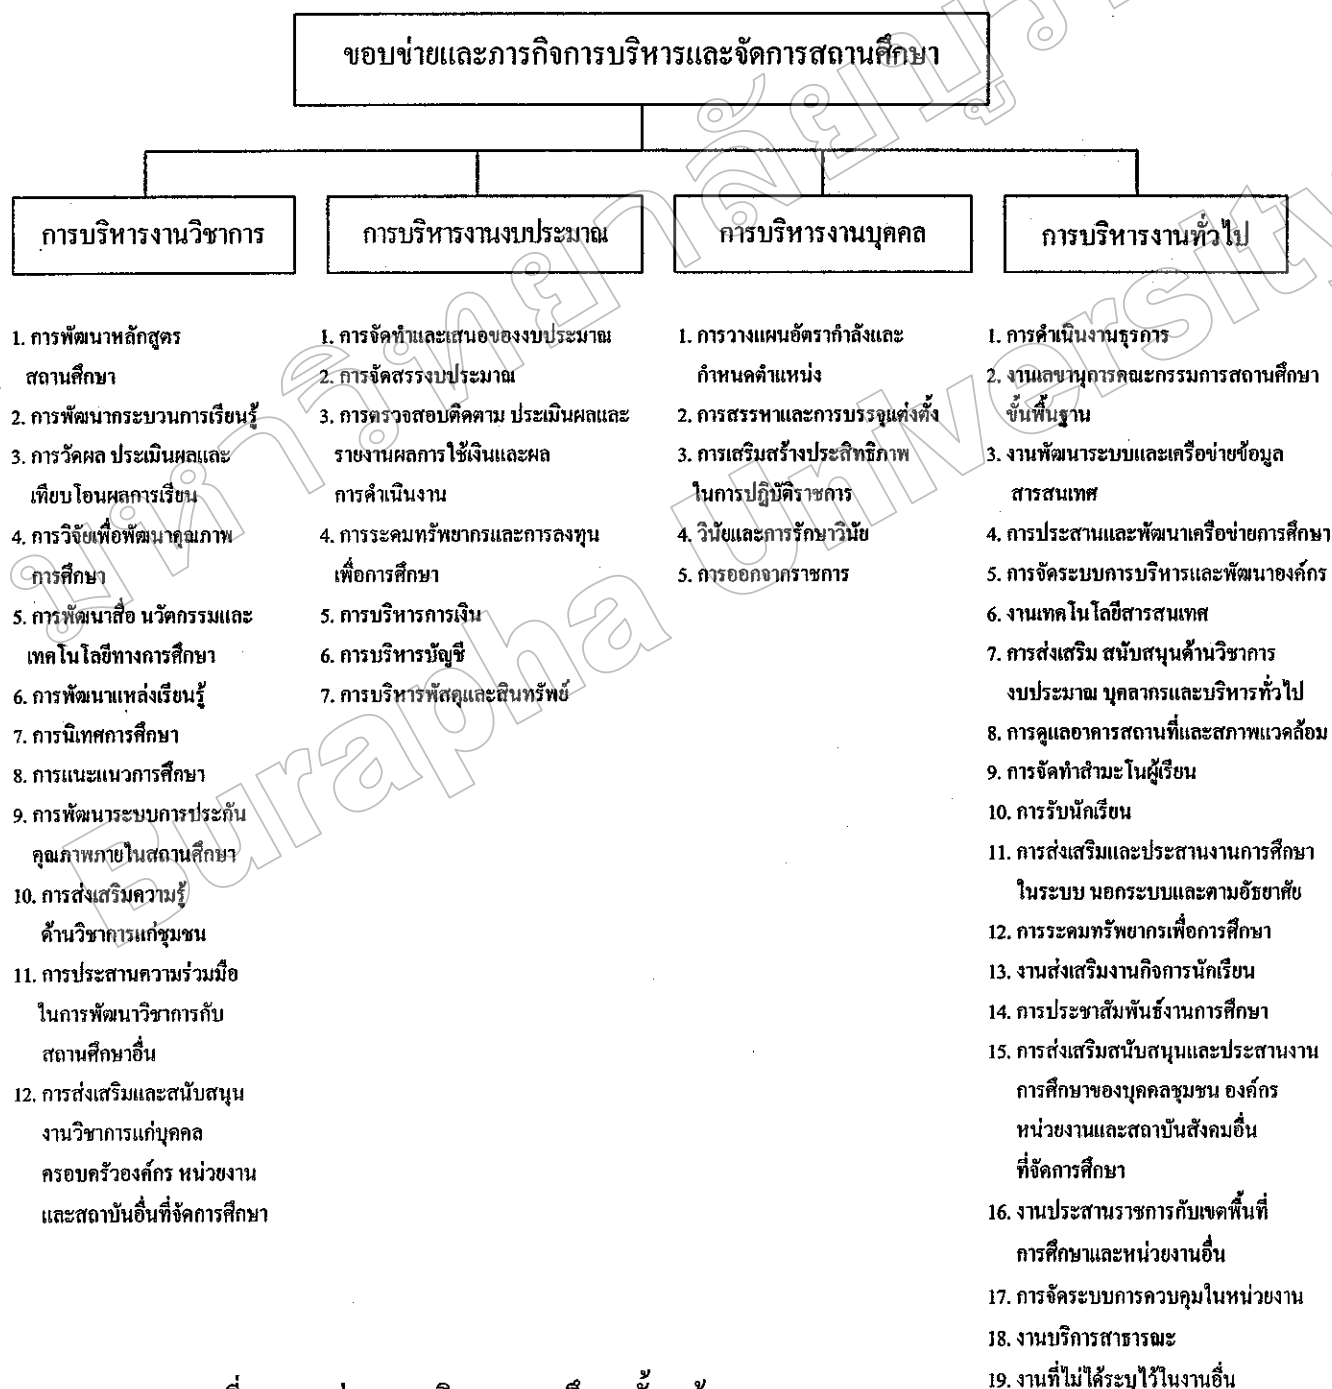 ขอบข่ายและภารกิจการบริหารและจัดการสถานศึกษา
การบริหารงานวิชาการ
1. การพัฒนาหลักสูตร
สถานศึกษา
2. การพัฒนากระบวนการเรียนรู้
3. การวัดผล ประเมินผลและ
เทียบโอนผลการเรียน
4. การวิจัยเพื่อพัฒนาคุณภาพ
การศึกษา
5. การพัฒนาสื่อ นวัตกรรมและ
เทคโนโลยีทางการศึกษา
6. การพัฒนาแหล่งเรียนรู้
7. การนิเทศการศึกษา
8. การแนะแนวการศึกษา
9. การพัฒนาระบบการประกัน
คุณภาพภายในสถานศึกษา
10. การส่งเสริมความรู้
ด้านวิชาการแก่ชุมชน
11. การประสานความร่วมมือ
ในการพัฒนาวิชาการกับ
สถานศึกษาอื่น
12. การส่งเสริมและสนับสนุน
งานวิชาการแก่บุคคล
ครอบครัวองค์กร หน่วยงาน
และสถาบันอื่นที่จัดการศึกษา
การบริหารงานงบประมาณ
1. การจัดทำและเสนอของงบประมาณ
2. การจัดสรรงบประมาณ
3. การตรวจสอบติดตาม ประเมินผลและ
รายงานผลการใช้เงินและผล
การดำเนินงาน
4. การระดมทรัพยากรและการลงทุน
เพื่อการศึกษา
5. การบริหารการเงิน
6. การบริหารบัญชี
7. การบริหารพัสดุและสินทรัพย์
การบริหารงานบุคคล
1. การวางแผนอัตรากำลังและ
กำหนดตำแหน่ง
2. การสรรหาและการบรรจุแต่งตั้ง
3. การเสริมสร้างประสิทธิภาพ
ในการปฏิบัติราชการ
4. วินัยและการรักษาวินัย
5. การออกจากราชการ
การบริหารงานทั่วไป
1. การดำเนินงานธุรการ
2. งานเลขานุการคณะกรรมการสถานศึกษา
ขั้นพื้นฐาน
3. งานพัฒนาระบบและเครือข่ายข้อมูล
สารสนเทศ
4. การประสานและพัฒนาเครือข่ายการศึกษา
5. การจัดระบบการบริหารและพัฒนาองค์กร
6. งานเทคโนโลยีสารสนเทศ
7. การส่งเสริม สนับสนุนด้านวิชาการ
งบประมาณ บุคลากรและบริหารทั่วไป
8. การดูแลอาคารสถานที่และสภาพแวดล้อม
9. การจัดทำสำมะโนผู้เรียน
10. การรับนักเรียน
11. การส่งเสริมและประสานงานการศึกษา
ในระบบ นอกระบบและตามอัธยาศัย
12. การระดมทรัพยากรเพื่อการศึกษา
13. งานส่งเสริมงานกิจการนักเรียน
14. การประชาสัมพันธ์งานการศึกษา
15. การส่งเสริมสนับสนุนและประสานงาน
การศึกษาของบุคคลชุมชน องค์กร
หน่วยงานและสถาบันสังคมอื่น
ที่จัดการศึกษา
16. งานประสานราชการกับเขตพื้นที่
การศึกษาและหน่วยงานอื่น
17. การจัดระบบการควบคุมในหน่วยงาน
18. งานบริการสาธารณะ
19. งานที่ไม่ได้ระบุไว้ในงานอื่น
Burapha University